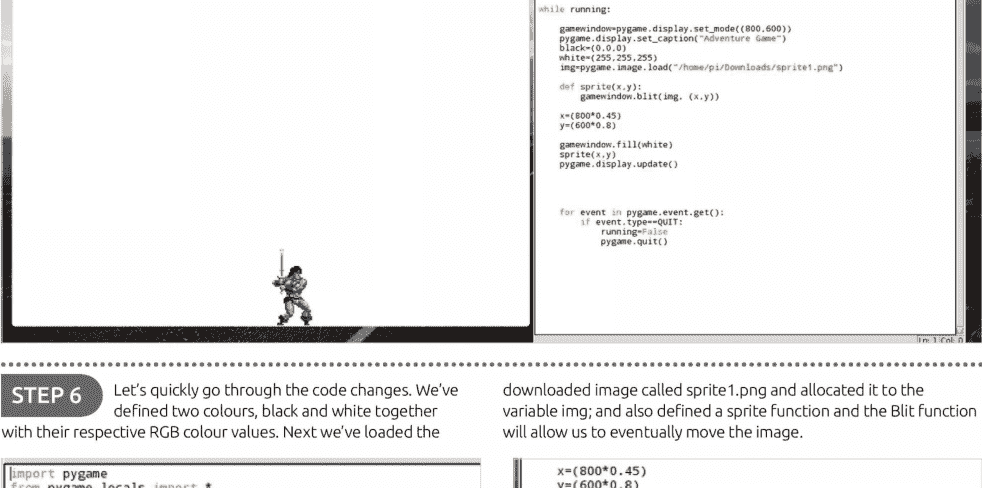 while running:
gamewindow=pygame.display.set_mode((800,600))
pygame.display.set_caption("Adventure Game")
black=(0,0,0)
white=(255,255,255)
img=pygame.image.load("/home/pi/Downloads/sprite1.png")
def sprite(x,y):
gamewindow.blit(img, (x,y))
x=(800*0.45)
y=(600*0.8)
gamewindow.fill(white)
sprite(x,y)
pygame.display.update()
for event in pygame.event.get():
if event.type==QUIT:
running=False
pygame.quit()
Ln: 1 Col: 0
STEP 6
Let's quickly go through the code changes. We've
defined two colours, black and white together
with their respective RGB colour values. Next we've loaded the
downloaded image called sprite1.png and allocated it to the
variable img; and also defined a sprite function and the Blit function
will allow us to eventually move the image.
import pygame
from pygame.locals import *
x=(800*0.45)
y=(600*0.8)